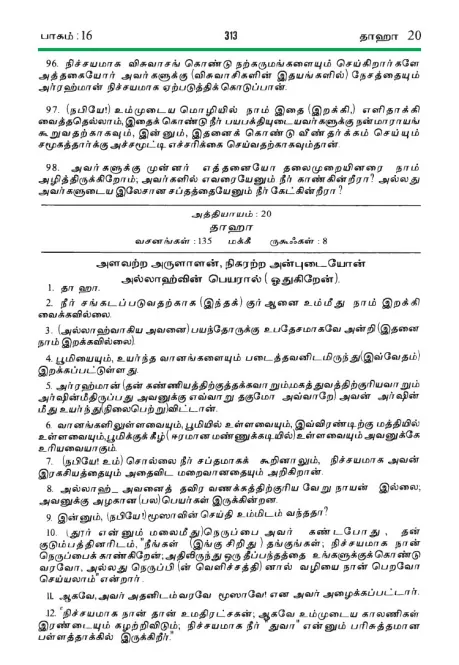 பாகம் : 16 313 தாஹா 20
96. நிச்சயமாக விசுவாசங் கொண்டு நற்கருமங்களையும் செய்கிறார்களே
அத்தகையோர் அவர்களுக்கு (விசுவாசிகளின் இதயங்களில்) நேசத்தையும்
அர்ரஹ்மான் நிச்சயமாக ஏற்படுத்திக்கொடுப்பான்.
97. (நபியே!) உம்முடைய மொழியில் நாம் இதை (இறக்கி,) எளிதாக்கி
வைத்ததெல்லாம், இதைக் கொண்டு நீர் பயபக்தியுடையவர்களுக்கு நன்மாராயங்
கூறுவதற்காகவும், இன்னும், இதனைக் கொண்டு வீண்தர்க்கம் செய்யும்
சமூகத்தார்க்கு அச்சமூட்டி எச்சரிக்கை செய்வதற்காகவும்தான்.
98. அவர்களுக்கு முன்னர் எத்தனையோ தலைமுறையினரை நாம்
அழித்திருக்கிறோம்; அவர்களில் எவரையேனும் நீர் காண்கின்றீரா? அல்லது
அவர்களுடைய இலேசான சப்தத்தையேனும் நீர் கேட்கின்றீரா?
அத்தியாயம் : 20
தாஹா
வசனங்கள் : 135 மக்கீ ருகூஃகள் : 8
அளவற்ற அருளாளன், நிகரற்ற அன்புடையோன்
அல்லாஹ்வின் பெயரால் ( ஓதுகிறேன்).
1. தா ஹா.
2. நீர் சங்கடப்படுவதற்காக (இந்தக்) குர்ஆனை உம்மீது நாம் இறக்கி
வைக்கவில்லை.
3. (அல்லாஹ்வாகிய அவனை) பயந்தோருக்கு உபதேசமாகவே அன்றி (இதனை
நாம் இறக்கவில்லை).
4. பூமியையும், உயர்ந்த வானங்களையும் படைத்தவனிடமிருந்து (இவ்வேதம்)
இறக்கப்பட்டுள்ளது.
5. அர்ரஹ்மான் (தன் கண்ணியத்திற்குத்தக்கவாறும் மகத்துவத்திற்குரியவாறும்
அர்ஷின்மீதிருப்பது அவனுக்கு எவ்வாறு தகுமோ அவ்வாறே) அவன் அர்ஷின்
மீது உயர்ந்து (நிலைபெற்று)விட்டான்.
6. வானங்களிலுள்ளவையும், பூமியில் உள்ளவையும், இவ்விரண்டிற்கு மத்தியில்
உள்ளவையும், பூமிக்குக் கீழ் ( ஈரமான மண்ணுக்கடியில்) உள்ளவையும் அவனுக்கே
உரியவையாகும்.
7. (நபியே! உம்) சொல்லை நீர் சப்தமாகக் கூறினாலும், நிச்சயமாக அவன்
இரகசியத்தையும் அதைவிட மறைவானதையும் அறிகிறான்.
8. அல்லாஹ் அவனைத் தவிர வணக்கத்திற்குரிய வேறு நாயன் இல்லை;
அவனுக்கு அழகான (பல) பெயர்கள் இருக்கின்றன.
9. இன்னும், (நபியே!) மூஸாவின் செய்தி உம்மிடம் வந்ததா?
10. (தூர் என்னும் மலைமீது) நெருப்பை அவர் கண்டபோது , தன்
குடும்பத்தினரிடம், "நீங்கள் (இங்கு சிறிது ) தங்குங்கள்; நிச்சயமாக நான்
நெருப்பைக் காண்கிறேன்; அதிலிருந்து ஒரு தீப்பந்தத்தை உங்களுக்குக்கொண்டு
வரவோ, அல்லது நெருப்பி (ன் வெளிச்சத்தி) னால் வழியை நான் பெறவோ
செய்யலாம்" என்றார் .
11. ஆகவே, அவர் அதனிடம் வரவே "மூஸாவே! என அவர் அழைக்கப்பட்டார்.
12. "நிச்சயமாக நான் தான் உமதிரட்சகன்; ஆகவே உம்முடைய காலணிகள்
இரண்டையும் கழற்றிவிடும்; நிச்சயமாக நீர் "துவா" என்னும் பரிசுத்தமான
பள்ளத்தாக்கில் இருக்கிறீர்."